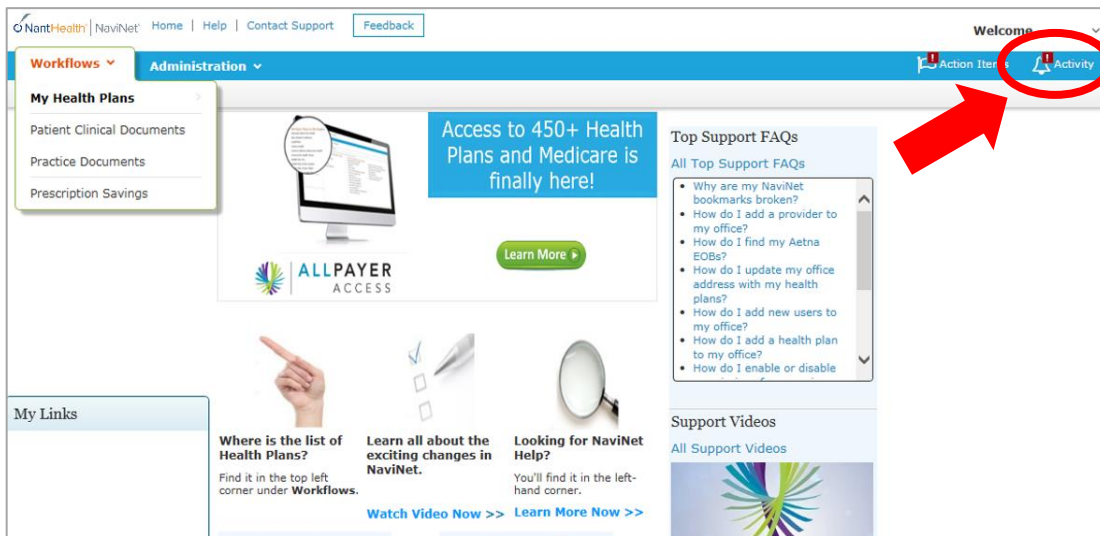 NantHealth | NaviNet Home | Help | Contact Support Feedback
Welcome
Workflows Administration
Action Items Activity
My Health Plans
Patient Clinical Documents
Practice Documents
Prescription Savings
Access to 450+ Health
Plans and Medicare is
finally here!
Learn More
ALLPAYER
ACCESS
Where is the list of
Health Plans?
Find it in the top left
corner under Workflows.
Learn all about the
exciting changes in
NaviNet.
Watch Video Now >>
Looking for NaviNet
Help?
You'll find it in the left-
hand corner.
Learn More Now >>
My Links
Top Support FAQs
All Top Support FAQs
• Why are my NaviNet
bookmarks broken?
• How do I add a provider to
my office?
• How do I find my Aetna
EOBs?
• How do I update my office
address with my health
plans?
• How do I add new users to
my office?
• How do I add a health plan
to my office?
• How do I enable or disable
Support Videos
All Support Videos